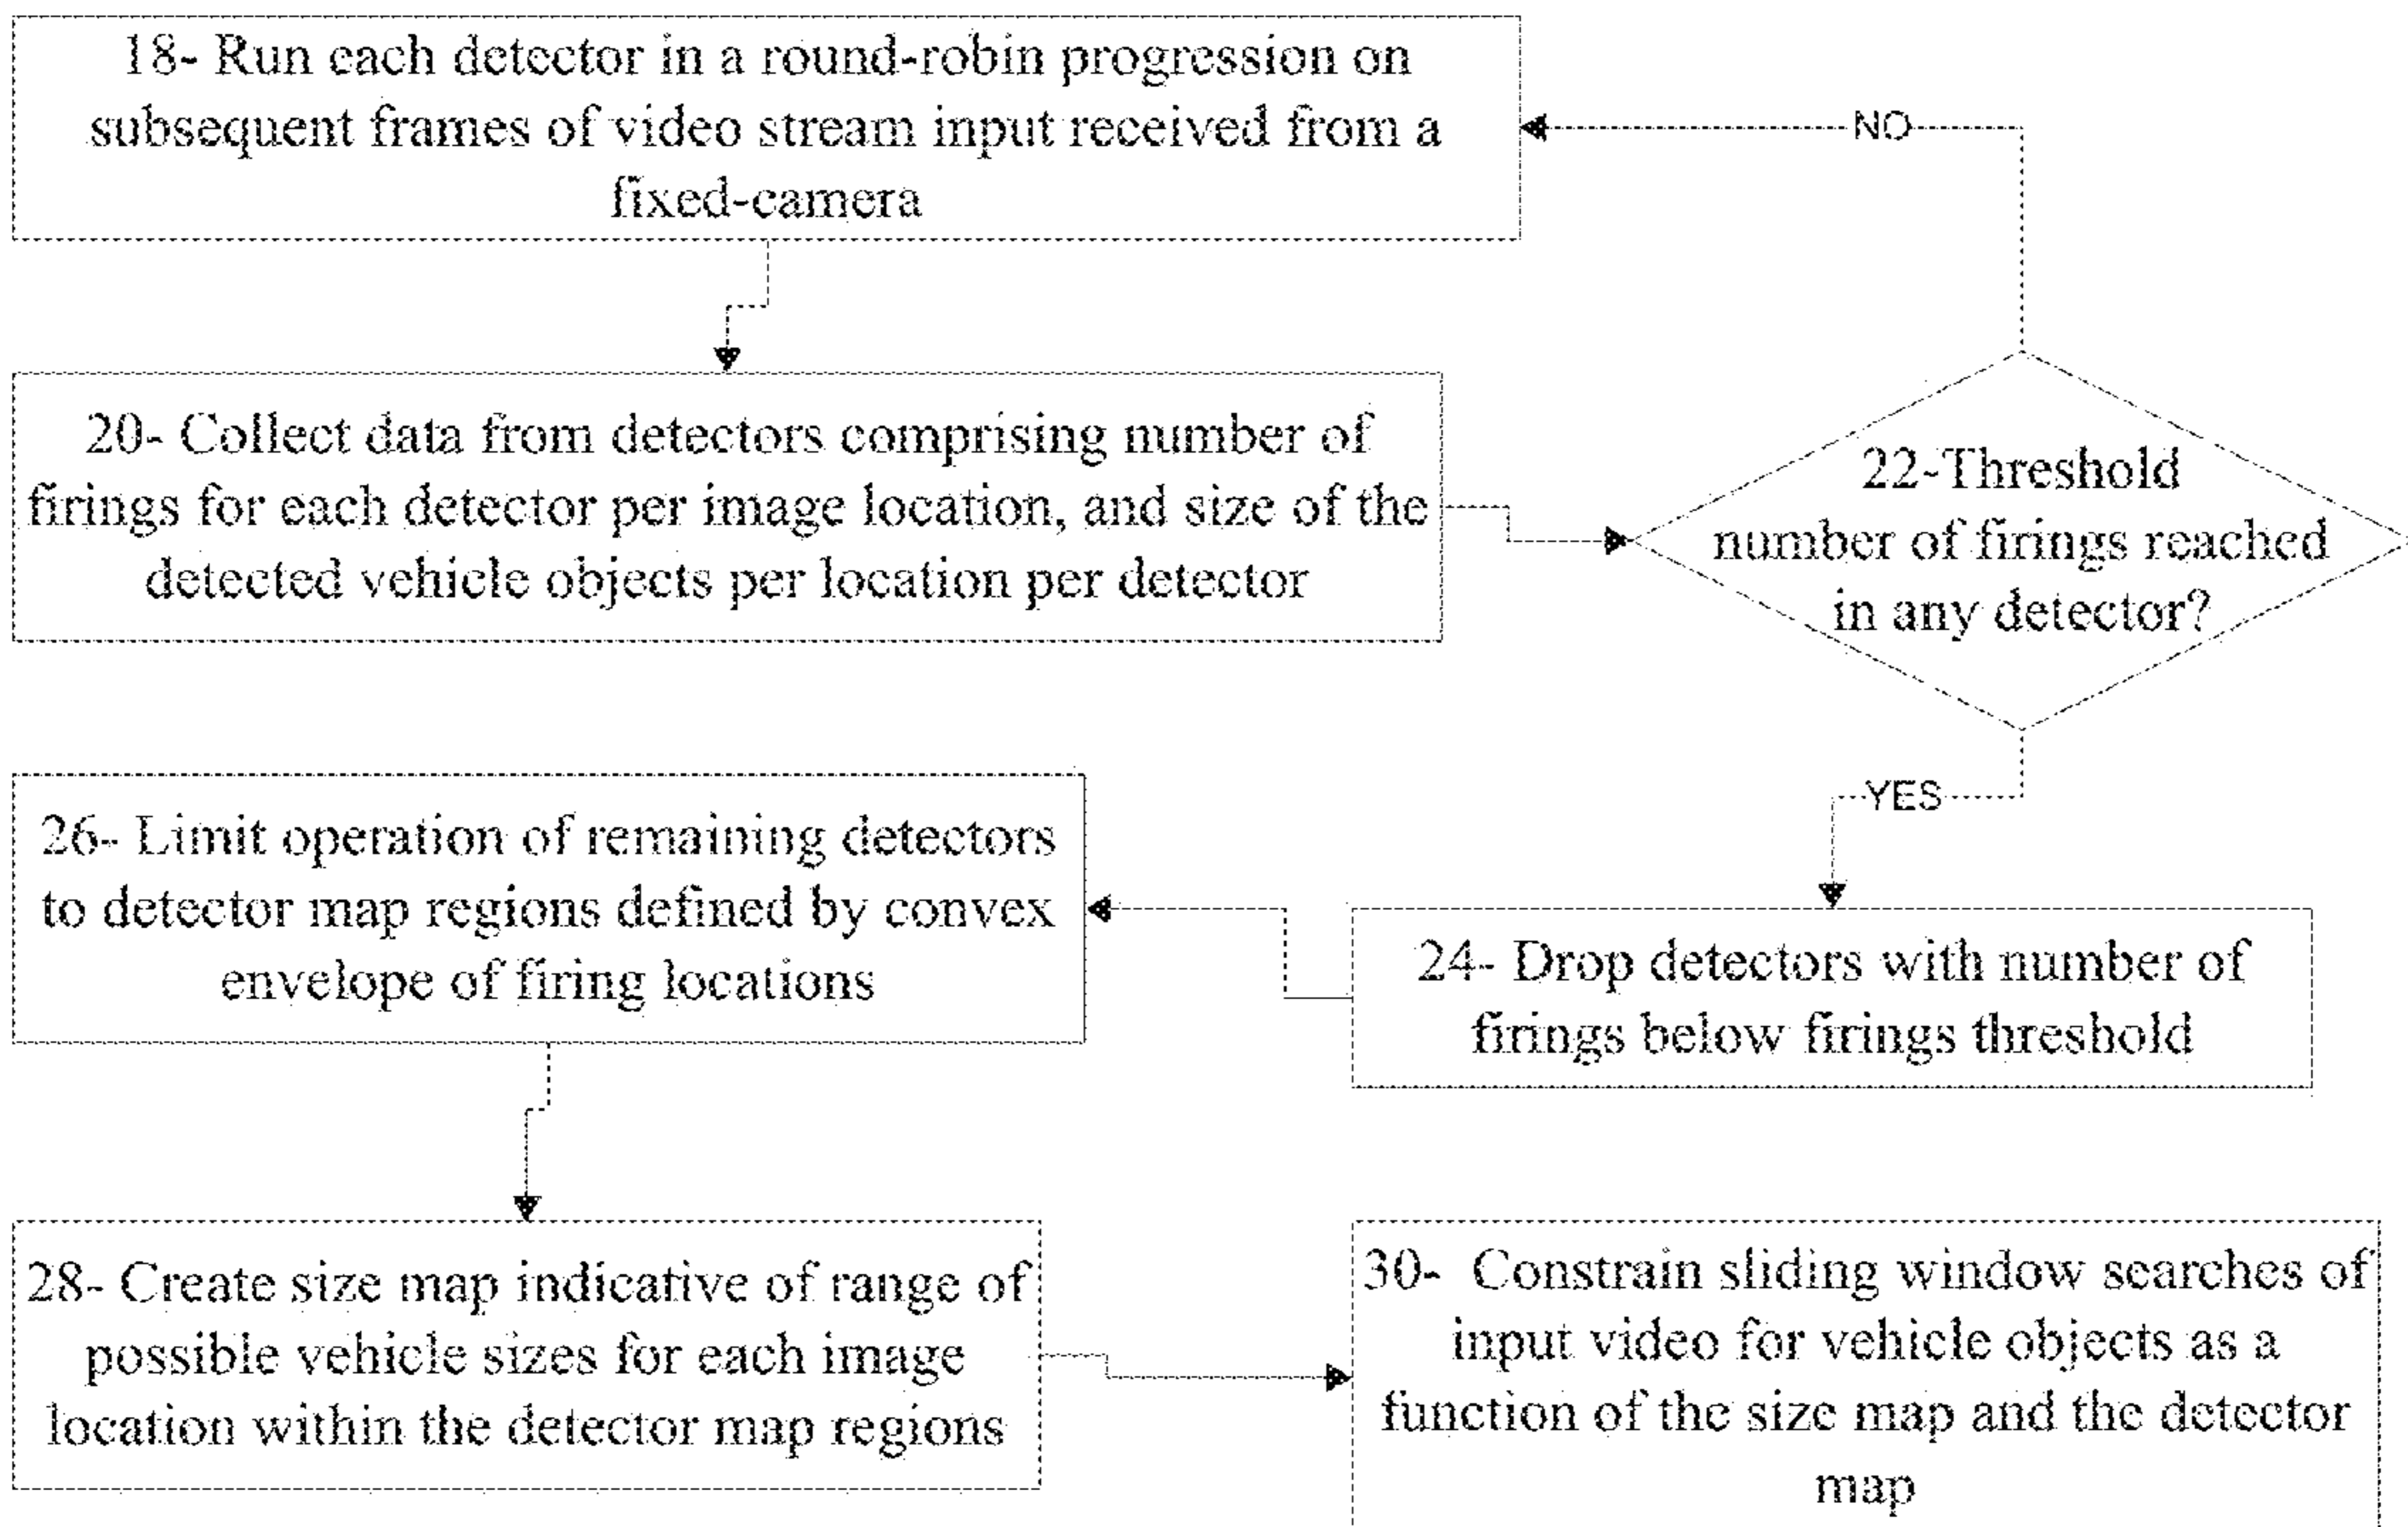 18- Run each detector in a round-robin progression on
subsequent frames of video stream input received from a
fixed-camera
NO
20- Collect data from detectors comprising number of
firings for each detector per image location, and size of the
detected vehicle objects per location per detector
22-Threshold
number of firings reached
in any detector?
YES
24- Drop detectors with number of
firings below firings threshold
26- Limit operation of remaining detectors
to detector map regions defined by convex
envelope of firing locations
28- Create size map indicative of range of
possible vehicle sizes for each image
location within the detector map regions
30- Constrain sliding window searches of
input video for vehicle objects as a
function of the size map and the detector
map